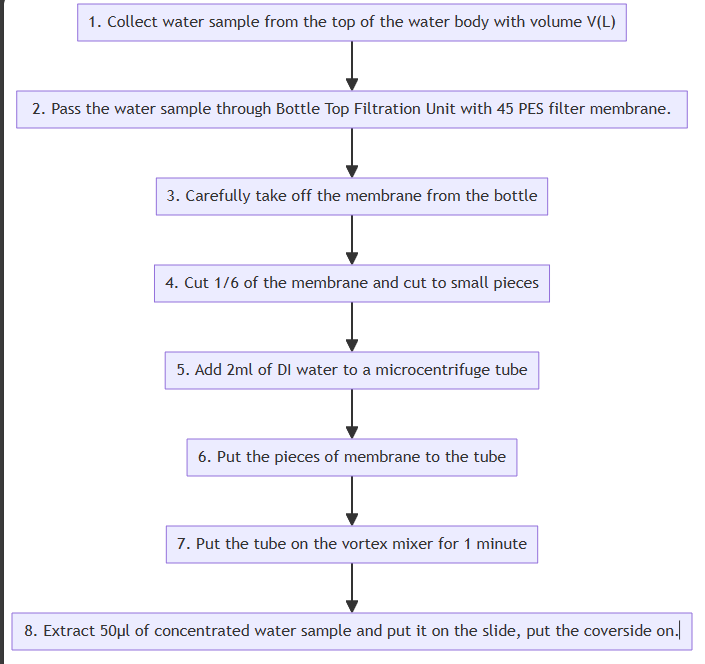 1. Collect water sample from the top of the water body with volume V(L)
2. Pass the water sample through Bottle Top Filtration Unit with 45 PES filter membrane.
3. Carefully take off the membrane from the bottle
4. Cut 1/6 of the membrane and cut to small pieces
5. Add 2ml of DI water to a microcentrifuge tube
6. Put the pieces of membrane to the tube
7. Put the tube on the vortex mixer for 1 minute
8. Extract 50µl of concentrated water sample and put it on the slide, put the coverside on.